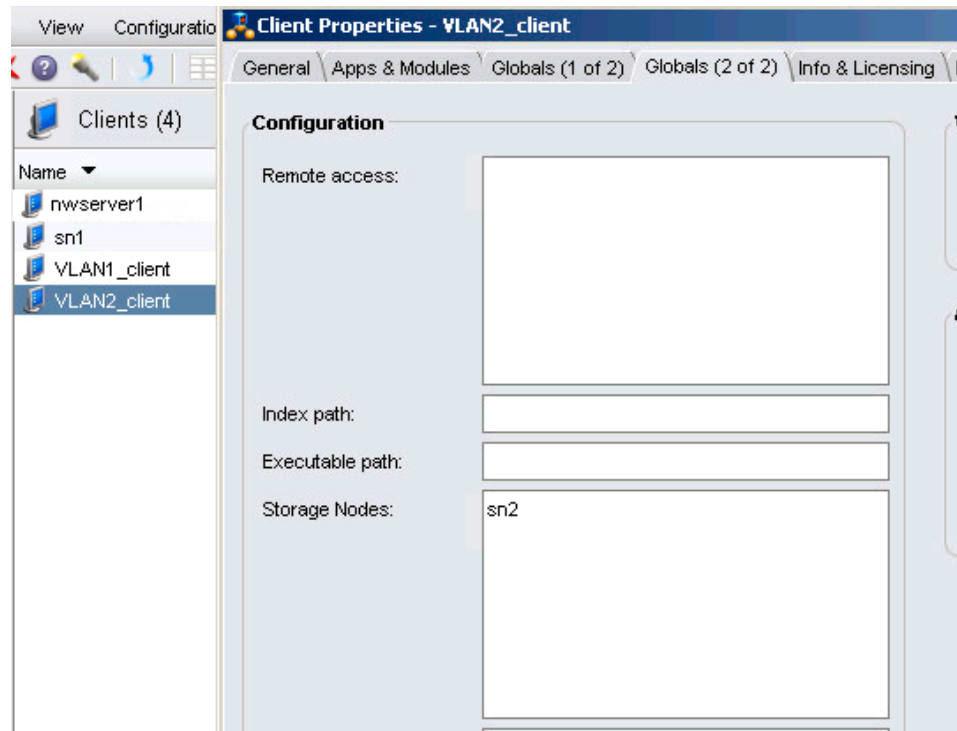 View Configuratio
Client Properties - VLAN2_client
General Apps & Modules Globals (1 of 2) Globals (2 of 2) Info & Licensing
Clients (4)
Name
nwserver1
sn1
VLAN1_client
VLAN2_client
Configuration
Remote access:
Index path:
Executable path:
Storage Nodes:
sn2